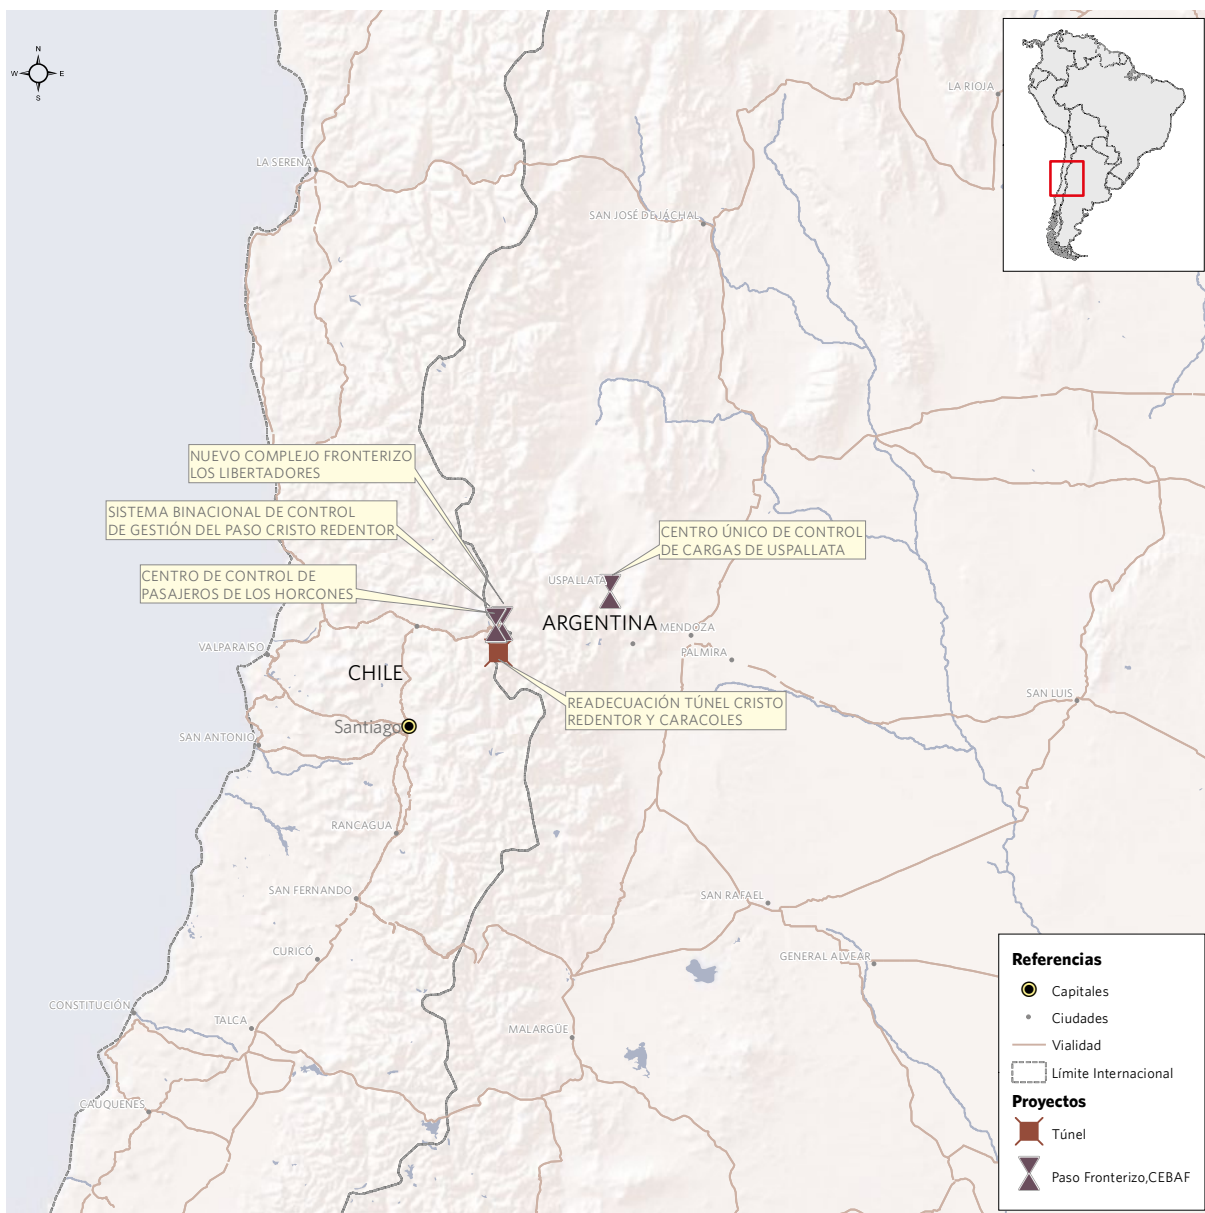 N
W
E
S
LA RIOJA
LA SERENA
SAN JOSÉ DE JÁCHAL
NUEVO COMPLEJO FRONTERIZO
LOS LIBERTADORES
SISTEMA BINACIONAL DE CONTROL
DE GESTIÓN DEL PASO CRISTO REDENTOR
CENTRO ÚNICO DE CONTROL
DE CARGAS DE USPALLATA
CENTRO DE CONTROL DE
PASAJEROS DE LOS HORCONES
USPALLATA
ARGENTINA
MENDOZA
VALPARAISO
PALMIRA
CHILE
SAN LUIS
READECUACIÓN TÚNEL CRISTO
REDENTOR Y CARACOLES
Santiago
SAN ANTONIO
RANCAGUA
SAN FERNANDO
SAN RAFAEL
CURICÓ
GENERAL ALVEAR
CONSTITUCIÓN
TALCA
MALARGÜE
CAUQUENES
Referencias
Capitales
Ciudades
Vialidad
Límite Internacional
Proyectos
Túnel
Paso Fronterizo,CEBAF